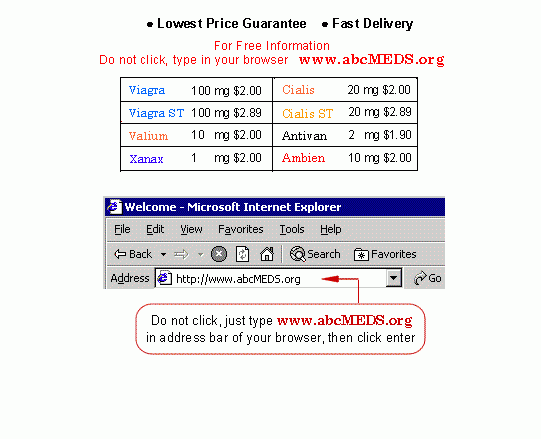 ● Lowest Price Guarantee ● Fast Delivery
For Free Information
Do not click, type in your browser www.abcMEDS.org
Viagra 100 mg $2.00 Cialis 20 mg $2.00
Viagra ST 100 mg $2.89 Cialis ST 20 mg $2.89
Valium 10 mg $2.00 Antivan 2 mg $1.90
Xanax 1 mg $2.00 Ambien 10 mg $2.00
Welcome - Microsoft Internet Explorer
File Edit View Favorites Tools Help
Back Search Favorites
Address http://www.abcMEDS.org Go
Do not click, just type www.abcMEDS.org
in address bar of your browser, then click enter